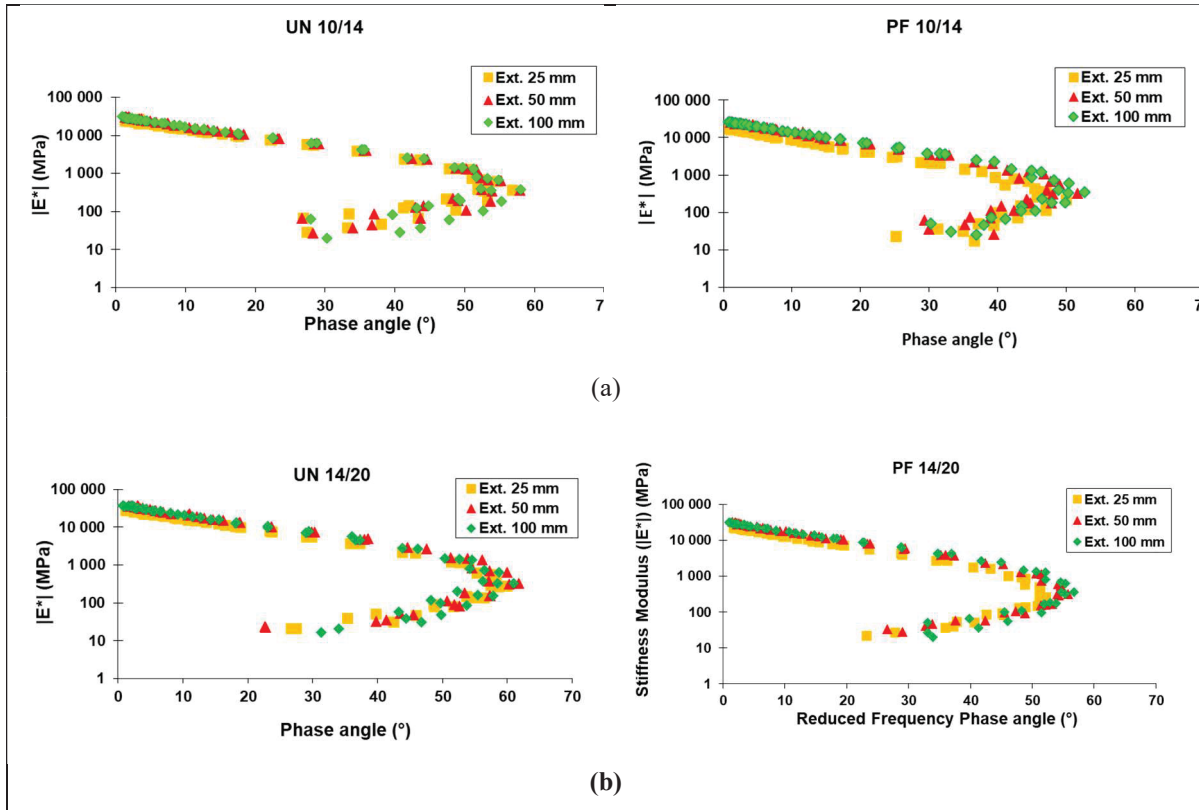 UN 10/14
Ext. 25 mm
Ext. 50 mm
Ext. 100 mm
|E*| (MPa)
100 000
10 000
1 000
100
10
1
0 10 20 30 40 50 60 7
Phase angle (°)
PF 10/14
Ext. 25 mm
Ext. 50 mm
Ext. 100 mm
|E*| (MPa)
100 000
10 000
1 000
100
10
1
0 10 20 30 40 50 60 70
Phase angle (°)
(a)
UN 14/20
Ext. 25 mm
Ext. 50 mm
Ext. 100 mm
|E*| (MPa)
100 000
10 000
1 000
100
10
1
0 10 20 30 40 50 60 70
Phase angle (°)
PF 14/20
Ext. 25 mm
Ext. 50 mm
Ext. 100 mm
Stiffness Modulus (|E*|) (MPa)
100 000
10 000
1 000
100
10
1
0 10 20 30 40 50 60 70
Reduced Frequency Phase angle (°)
(b)